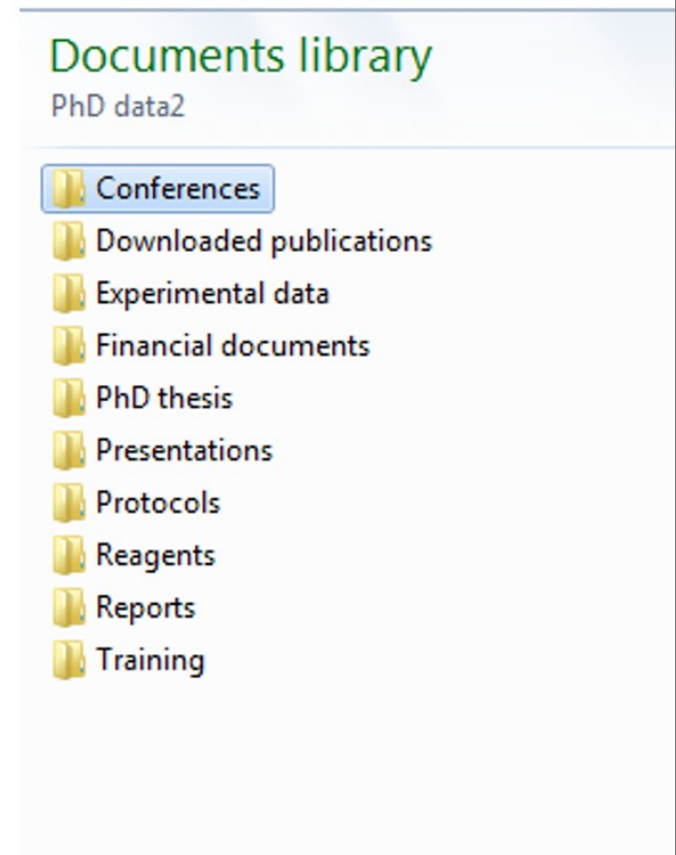 Documents library
PhD data2
Conferences
Downloaded publications
Experimental data
Financial documents
PhD thesis
Presentations
Protocols
Reagents
Reports
Training